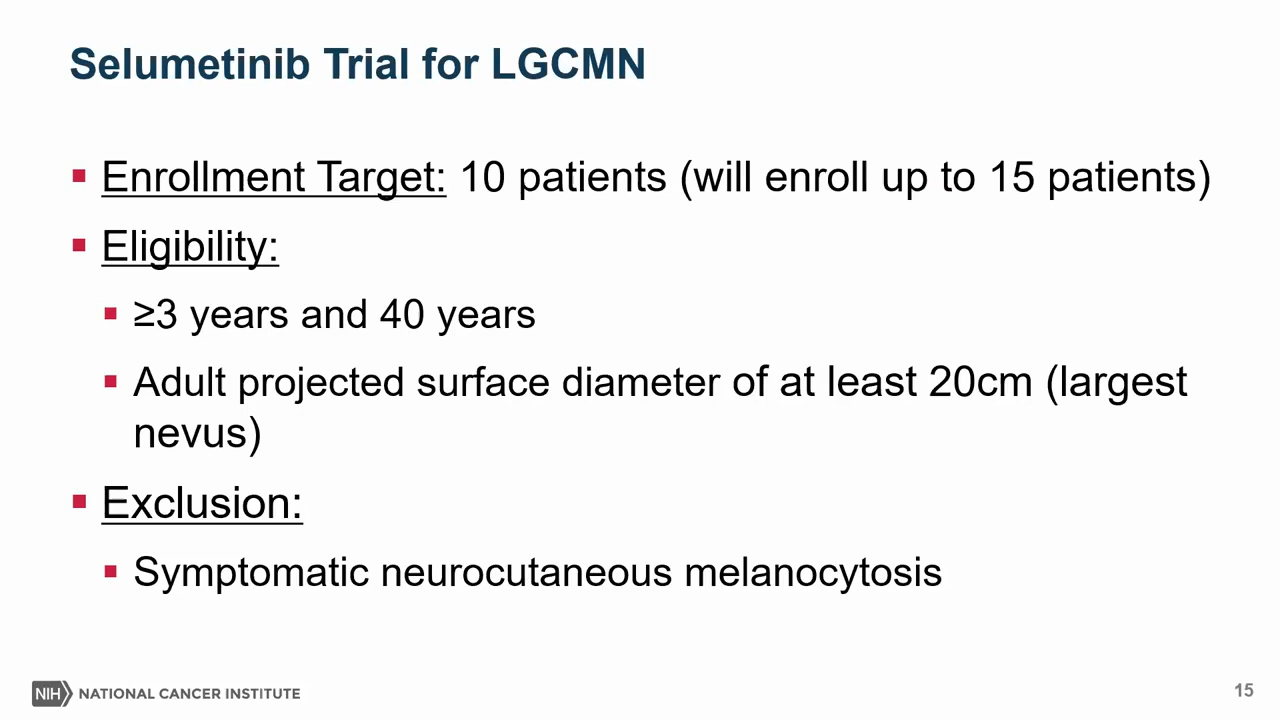 Selumetinib Trial for LGCMN
Enrollment Target: 10 patients (will enroll up to 15 patients)
Eligibility:
≥3 years and 40 years
Adult projected surface diameter of at least 20cm (largest
nevus)
Exclusion:
Symptomatic neurocutaneous melanocytosis
NIH NATIONAL CANCER INSTITUTE
15